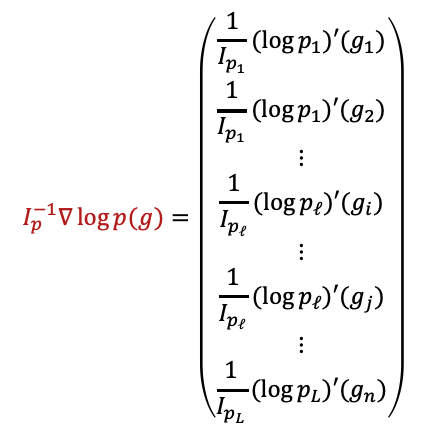 1/I_{p_1} (log p_1)′(g_1)
1/I_{p_1} (log p_1)′(g_2)
⋮
I_p^{-1}∇ log p(g) = 1/I_{p_ℓ} (log p_ℓ)′(g_i)
⋮
1/I_{p_ℓ} (log p_ℓ)′(g_j)
⋮
1/I_{p_L} (log p_L)′(g_n)